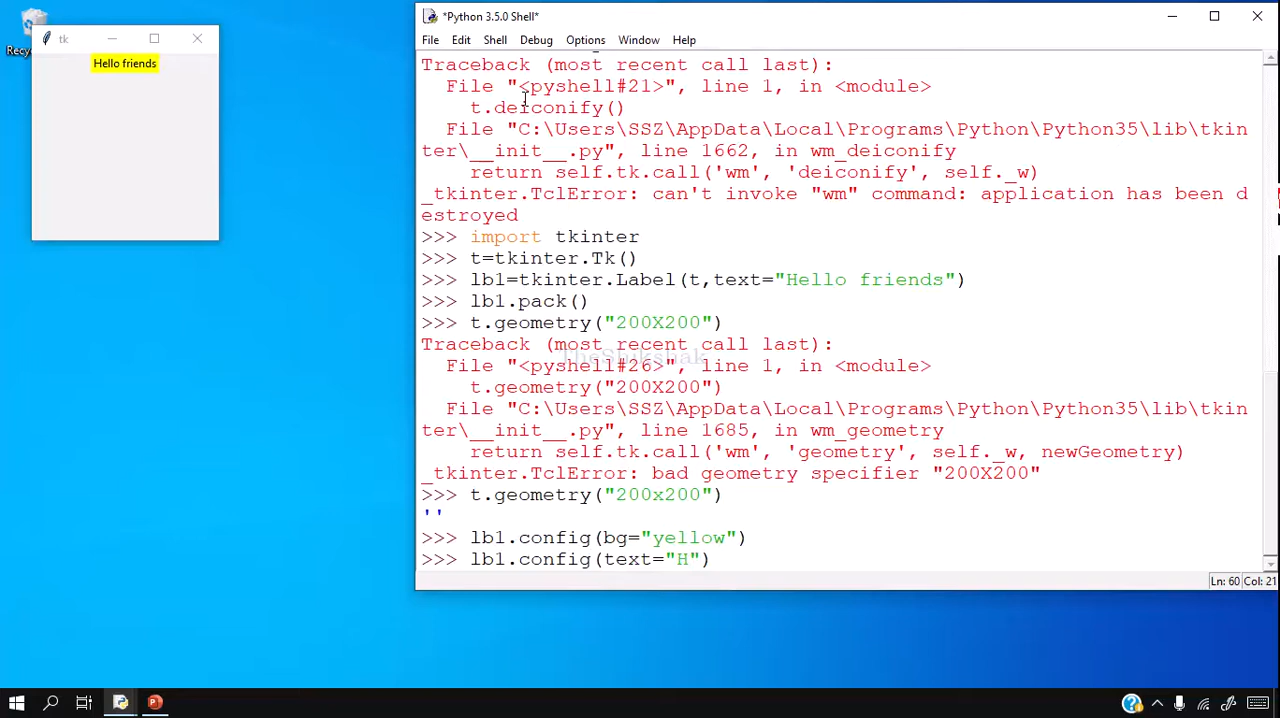 Recyc
tk
Hello friends
*Python 3.5.0 Shell*
File Edit Shell Debug Options Window Help
Traceback (most recent call last):
File "<pyshell#21>", line 1, in <module>
t.deiconify()
File "C:\Users\SSZ\AppData\Local\Programs\Python\Python35\lib\tkin
ter\__init__.py", line 1662, in wm_deiconify
return self.tk.call('wm', 'deiconify', self._w)
_tkinter.TclError: can't invoke "wm" command: application has been d
estroyed
>>> import tkinter
>>> t=tkinter.Tk()
>>> lb1=tkinter.Label(t,text="Hello friends")
>>> lb1.pack()
>>> t.geometry("200X200")
Traceback (most recent call last):
TheShikshak
File "<pyshell#26>", line 1, in <module>
t.geometry("200X200")
File "C:\Users\SSZ\AppData\Local\Programs\Python\Python35\lib\tkin
ter\__init__.py", line 1685, in wm_geometry
return self.tk.call('wm', 'geometry', self._w, newGeometry)
_tkinter.TclError: bad geometry specifier "200X200"
>>> t.geometry("200x200")
''
>>> lb1.config(bg="yellow")
>>> lb1.config(text="H")
Ln: 60 Col: 21